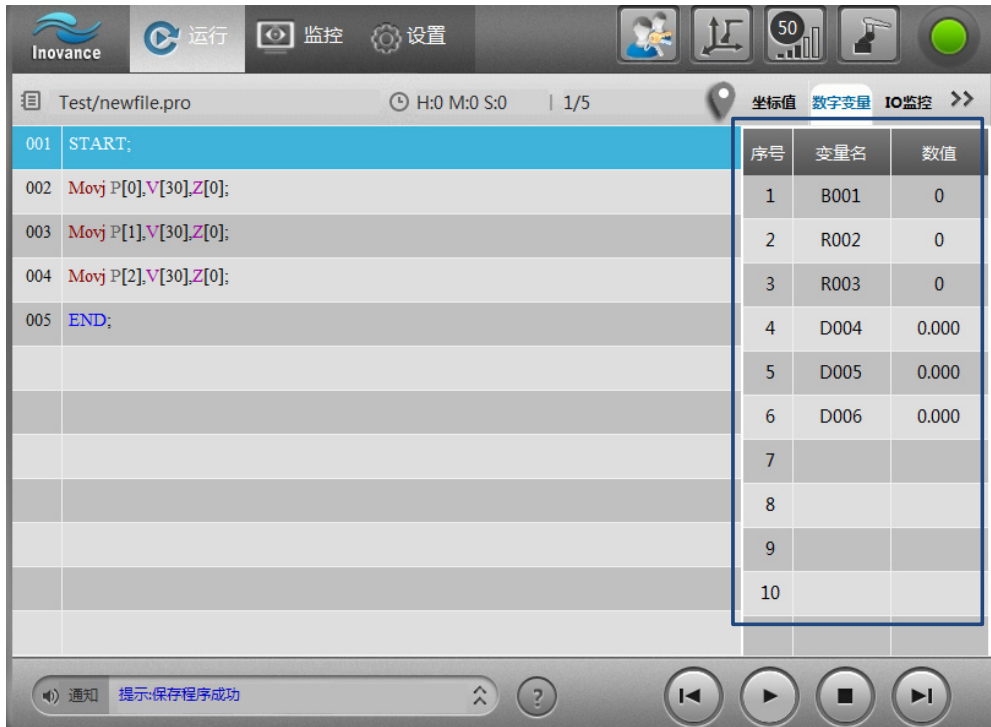 Inovance 运行 监控 设置 50
Test/newfile.pro H:0 M:0 S:0 | 1/5 坐标值 数字变量 IO监控 >>
001 START; 序号 变量名 数值
002 Movj P[0],V[30],Z[0]; 1 B001 0
003 Movj P[1],V[30],Z[0]; 2 R002 0
004 Movj P[2],V[30],Z[0]; 3 R003 0
005 END; 4 D004 0.000
5 D005 0.000
6 D006 0.000
7
8
9
10
通知 提示:保存程序成功 ?